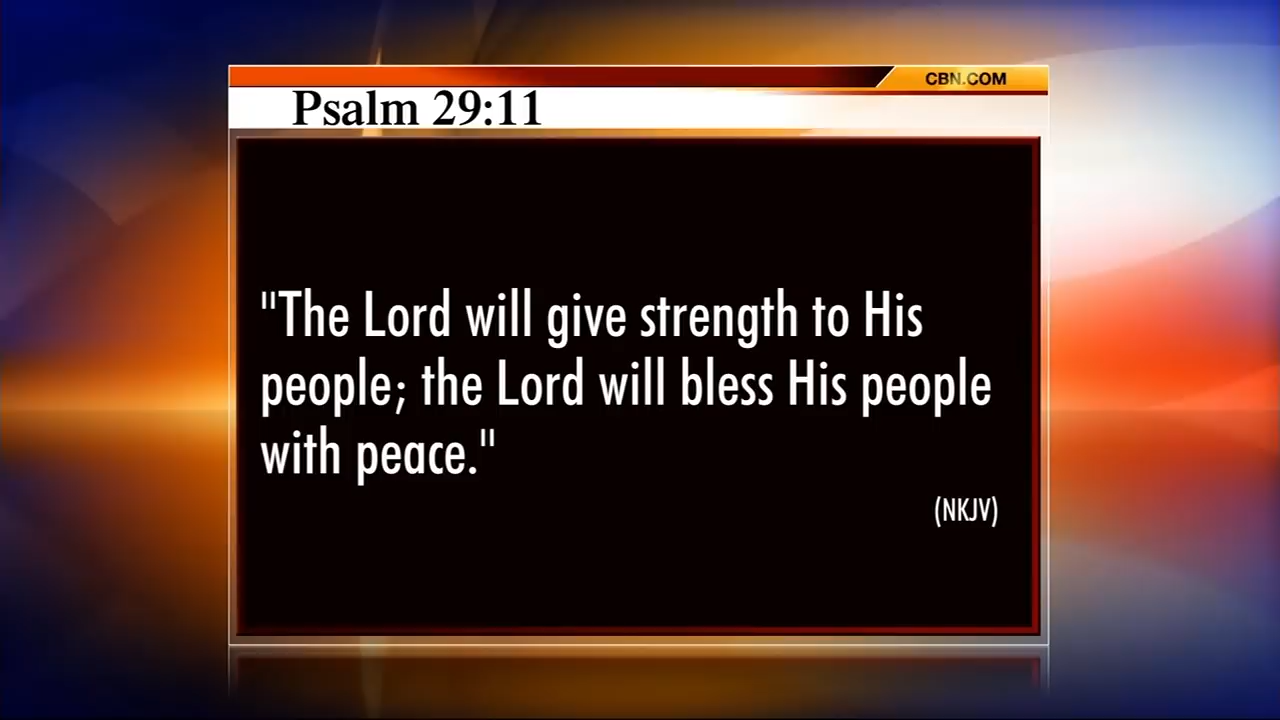 CBN.COM
Psalm 29:11
"The Lord will give strength to His
people; the Lord will bless His people
with peace."
(NKJV)